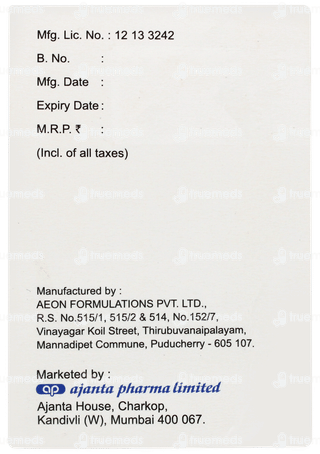 Mfg. Lic. No. : 12 13 3242
B. No. :
Mfg. Date :
Expiry Date :
M.R.P. ₹ :
(Incl. of all taxes)
Manufactured by :
AEON FORMULATIONS PVT. LTD.,
R.S. No.515/1, 515/2 & 514, No.152/7,
Vinayagar Koil Street, Thirubuvanaipalayam,
Mannadipet Commune, Puducherry - 605 107.
Marketed by :
ap ajanta pharma limited
Ajanta House, Charkop,
Kandivli (W), Mumbai 400 067.